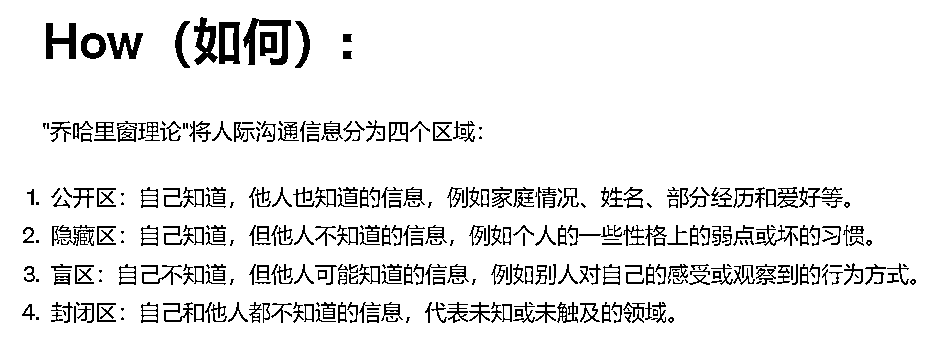 How（如何）:
"乔哈里窗理论"将人际沟通信息分为四个区域：
1. 公开区：自己知道，他人也知道的信息，例如家庭情况、姓名、部分经历和爱好等。
2. 隐藏区：自己知道，但他人不知道的信息，例如个人的一些性格上的弱点或坏的习惯。
3. 盲区：自己不知道，但他人可能知道的信息，例如别人对自己的感受或观察到的行为方式。
4. 封闭区：自己和他人都不知道的信息，代表未知或未触及的领域。